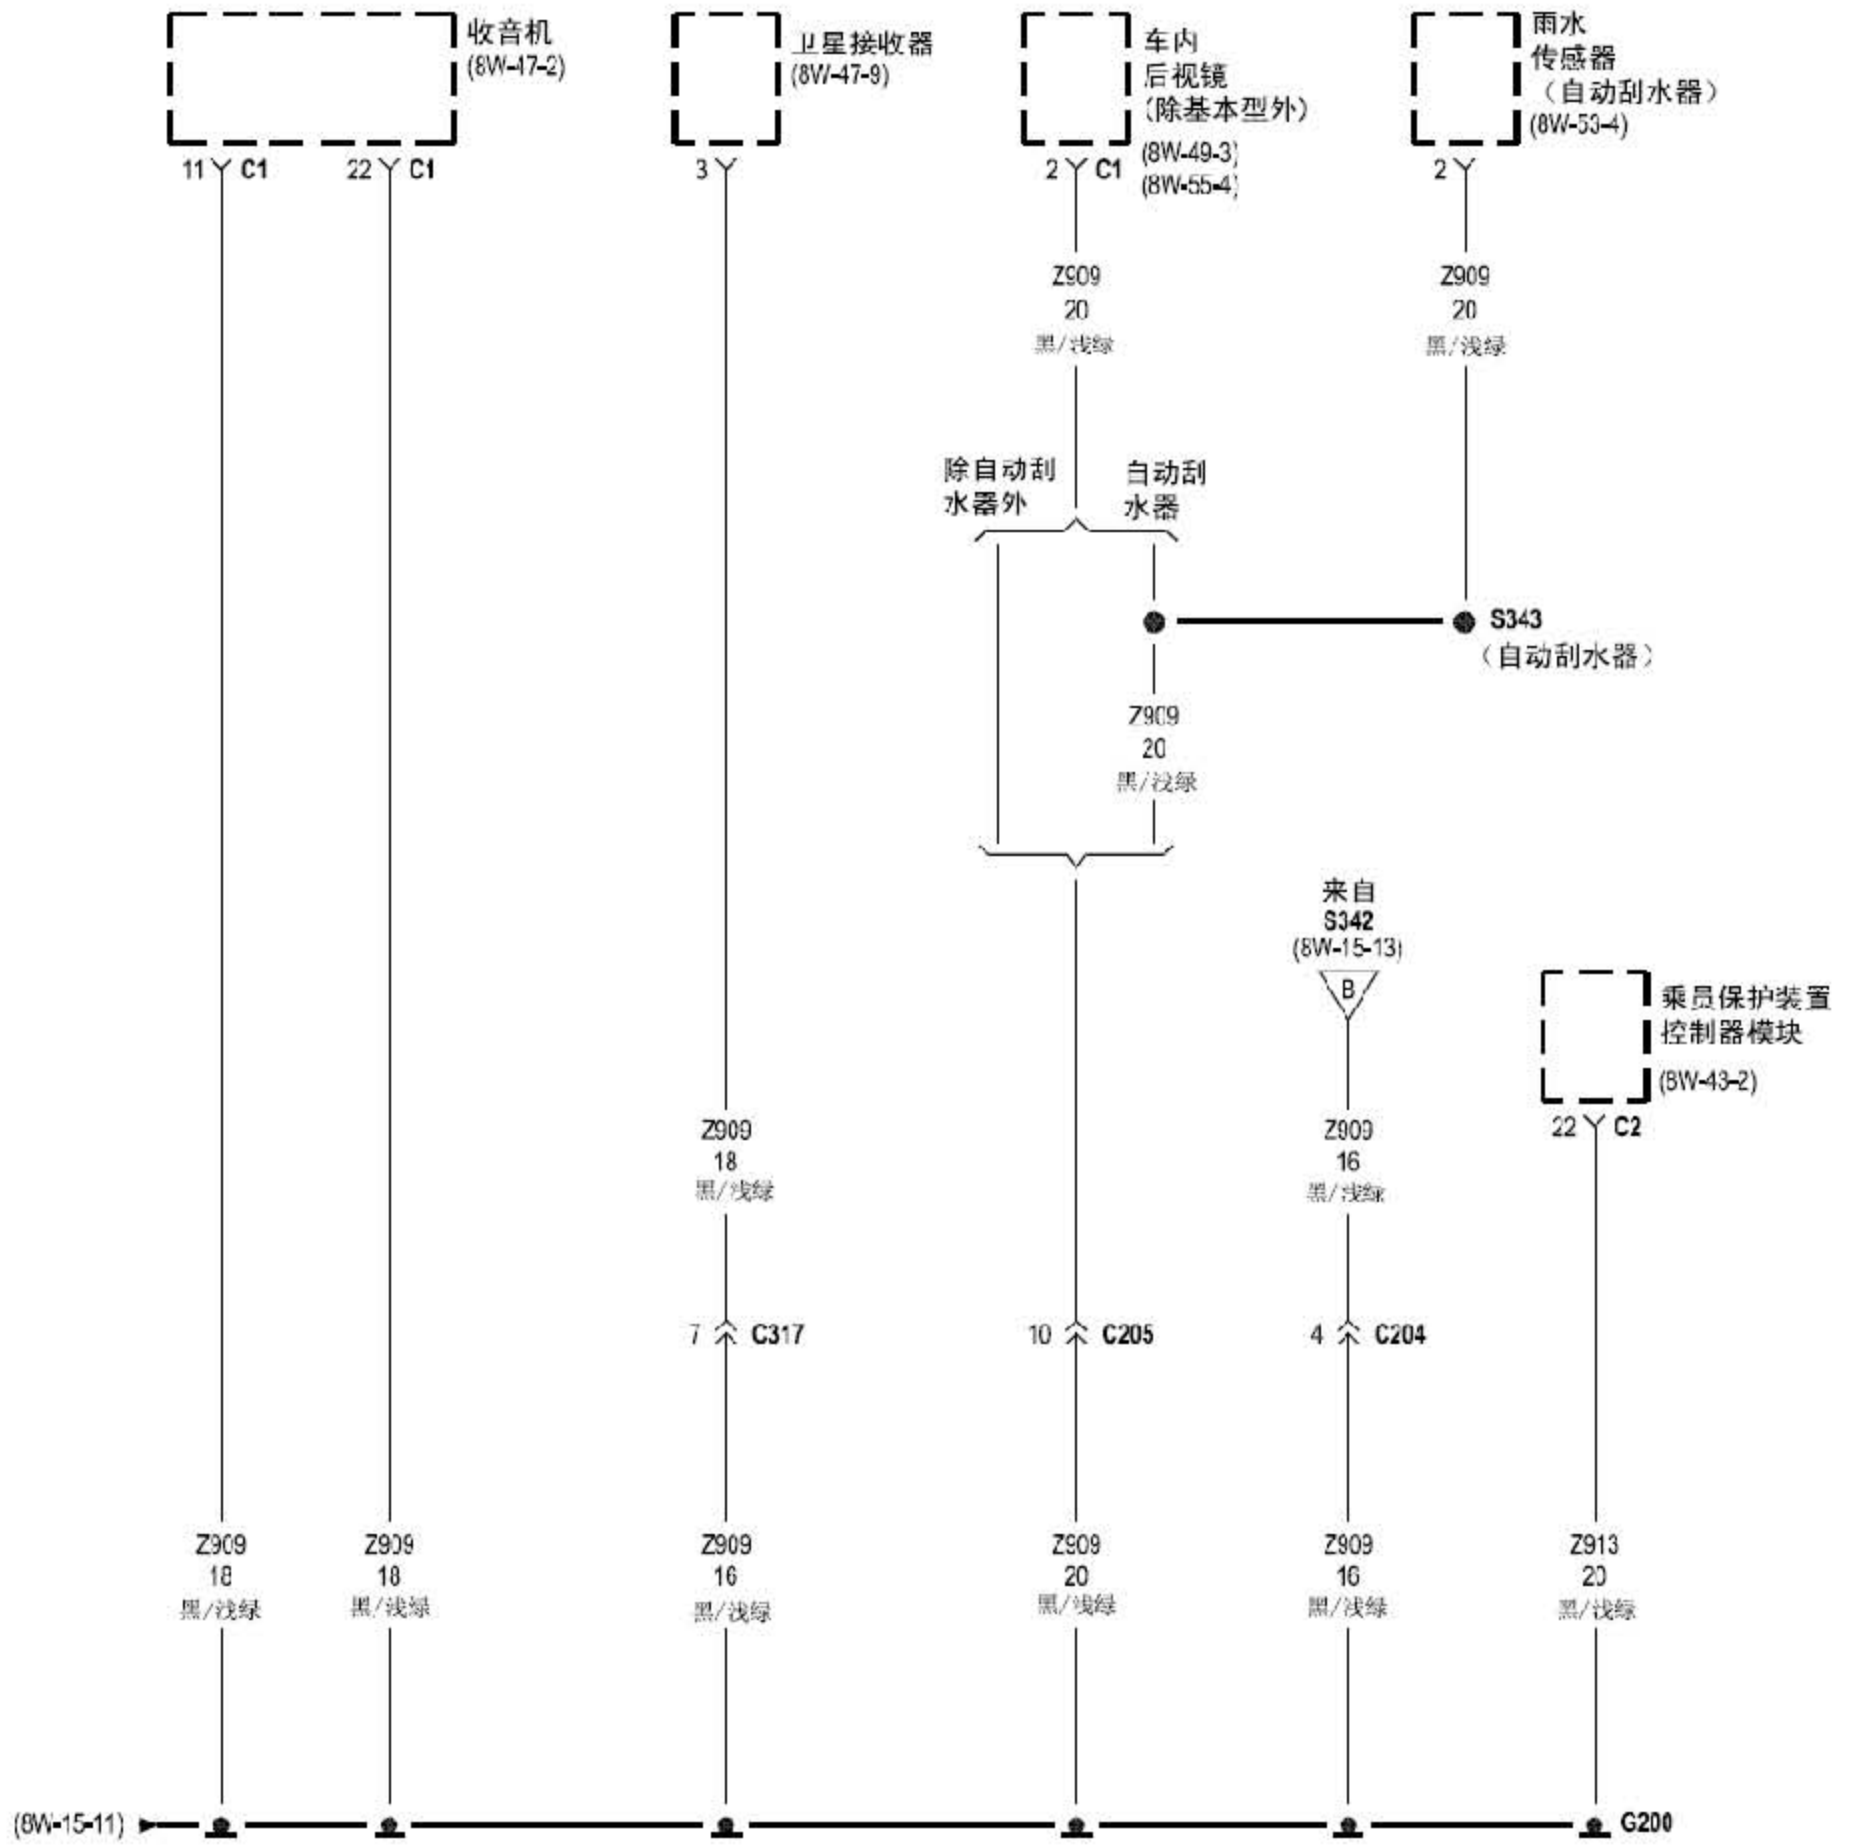 收音机
(8W-47-2)
卫星接收器
(8W-47-9)
车内
后视镜
(除基本型外)
(8W-49-3)
(8W-55-4)
雨水
传感器
（自动刮水器）
(8W-53-4)
11 C1
22 C1
3
2 C1
2
Z909
20
黑/浅绿
Z909
20
黑/浅绿
除自动刮
水器外
自动刮
水器
S343
（自动刮水器）
Z909
20
黑/浅绿
来自
S342
(8W-15-13)
B
乘员保护装置
控制器模块
(8W-43-2)
22 C2
Z909
18
黑/浅绿
Z909
16
黑/浅绿
7 C317
10 C205
4 C204
Z909
18
黑/浅绿
Z909
18
黑/浅绿
Z909
16
黑/浅绿
Z909
20
黑/浅绿
Z909
16
黑/浅绿
Z913
20
黑/浅绿
(8W-15-11)
G200